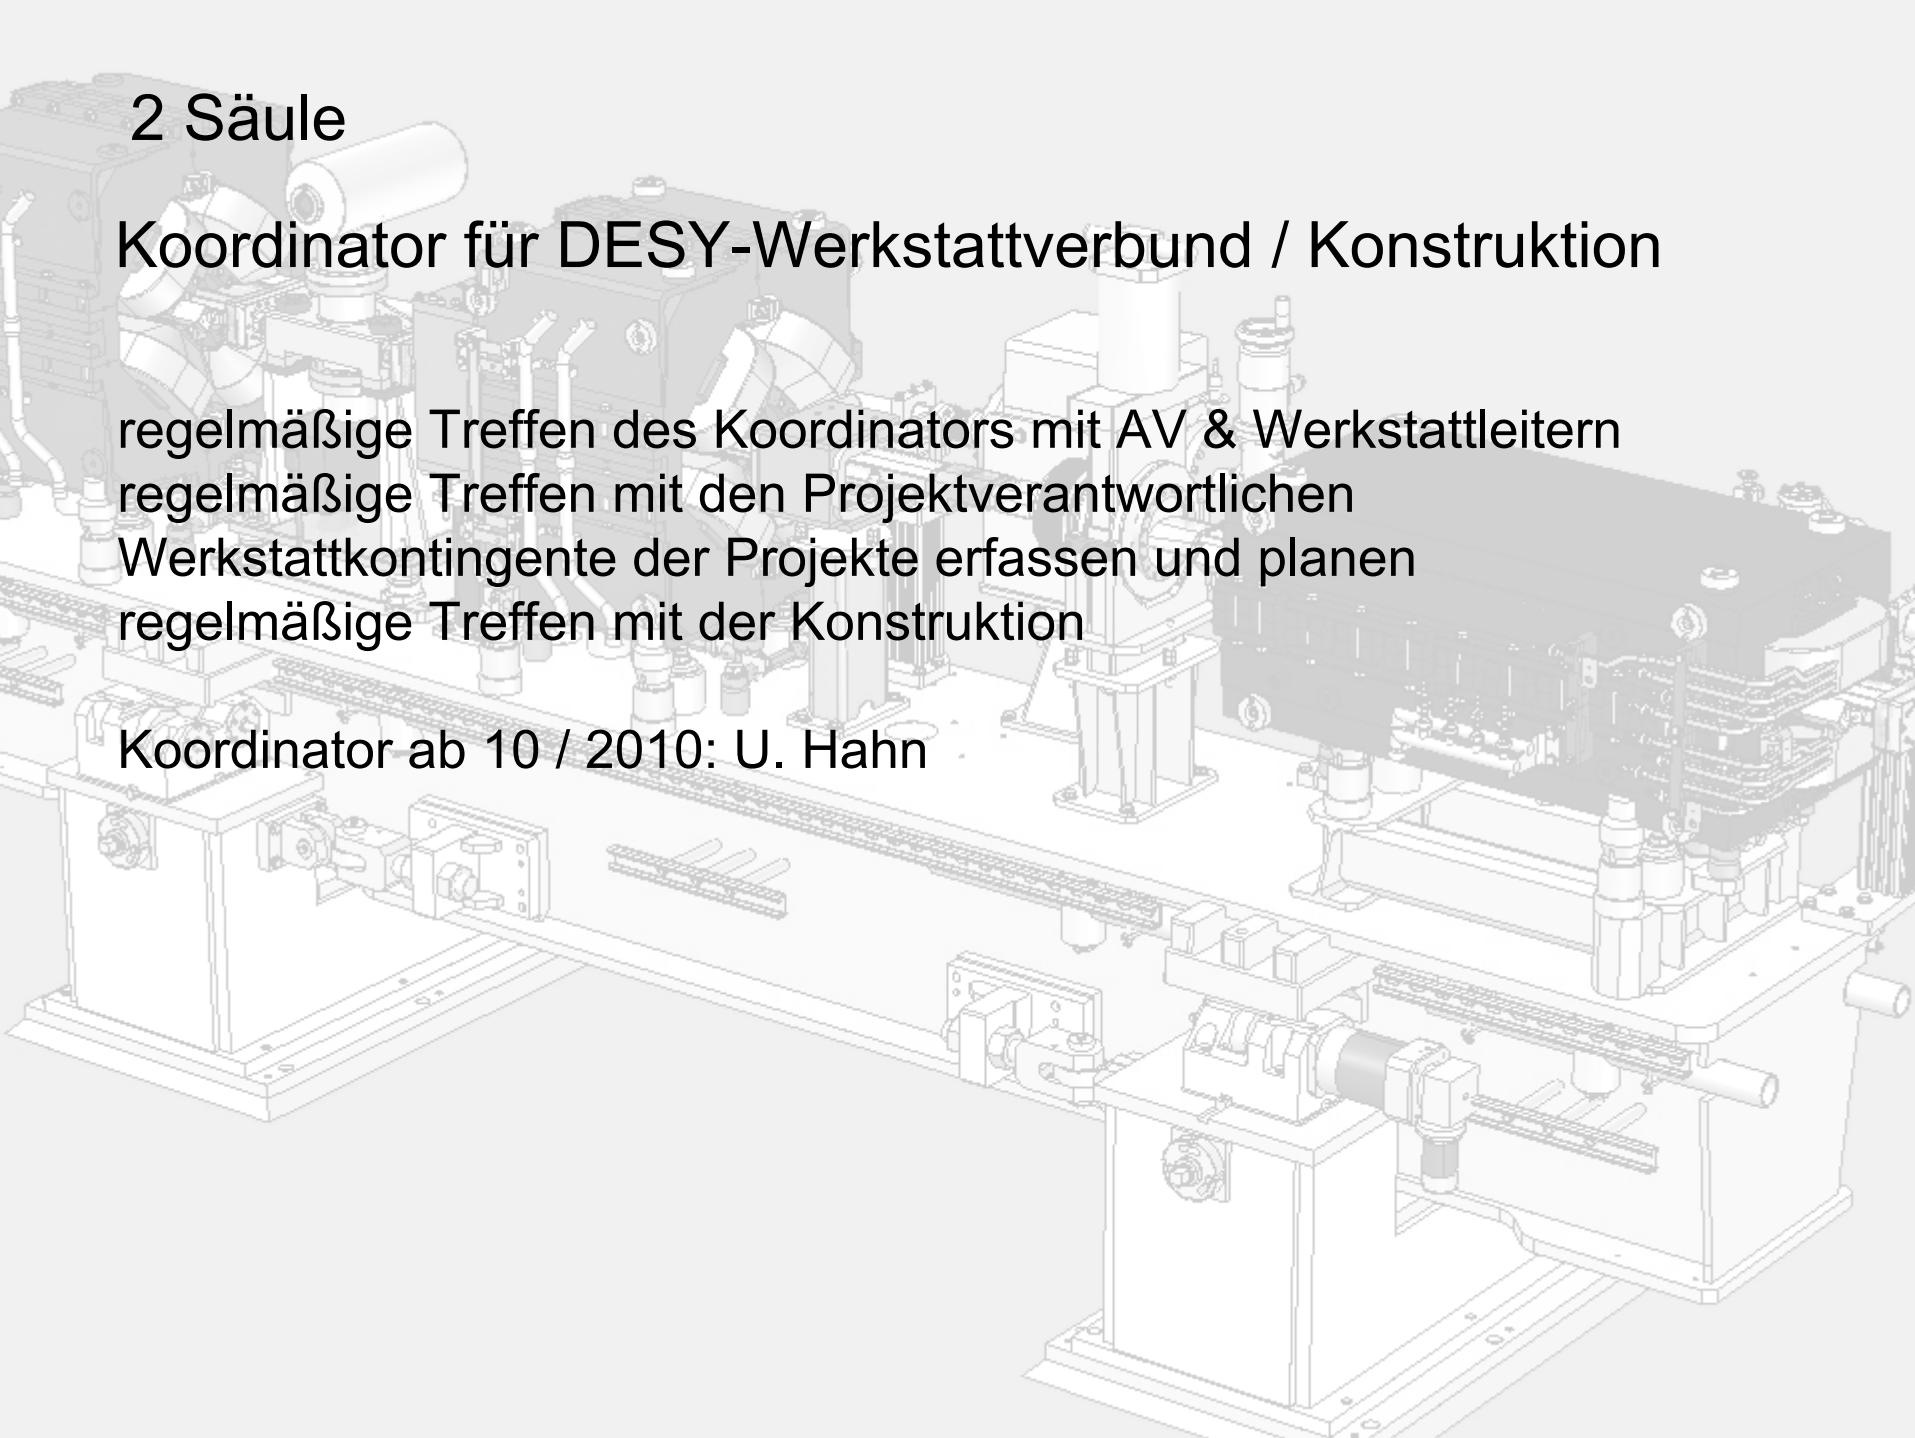 2 Säule
Koordinator für DESY-Werkstattverbund / Konstruktion
regelmäßige Treffen des Koordinators mit AV & Werkstattleitern
regelmäßige Treffen mit den Projektverantwortlichen
Werkstattkontingente der Projekte erfassen und planen
regelmäßige Treffen mit der Konstruktion
Koordinator ab 10 / 2010: U. Hahn